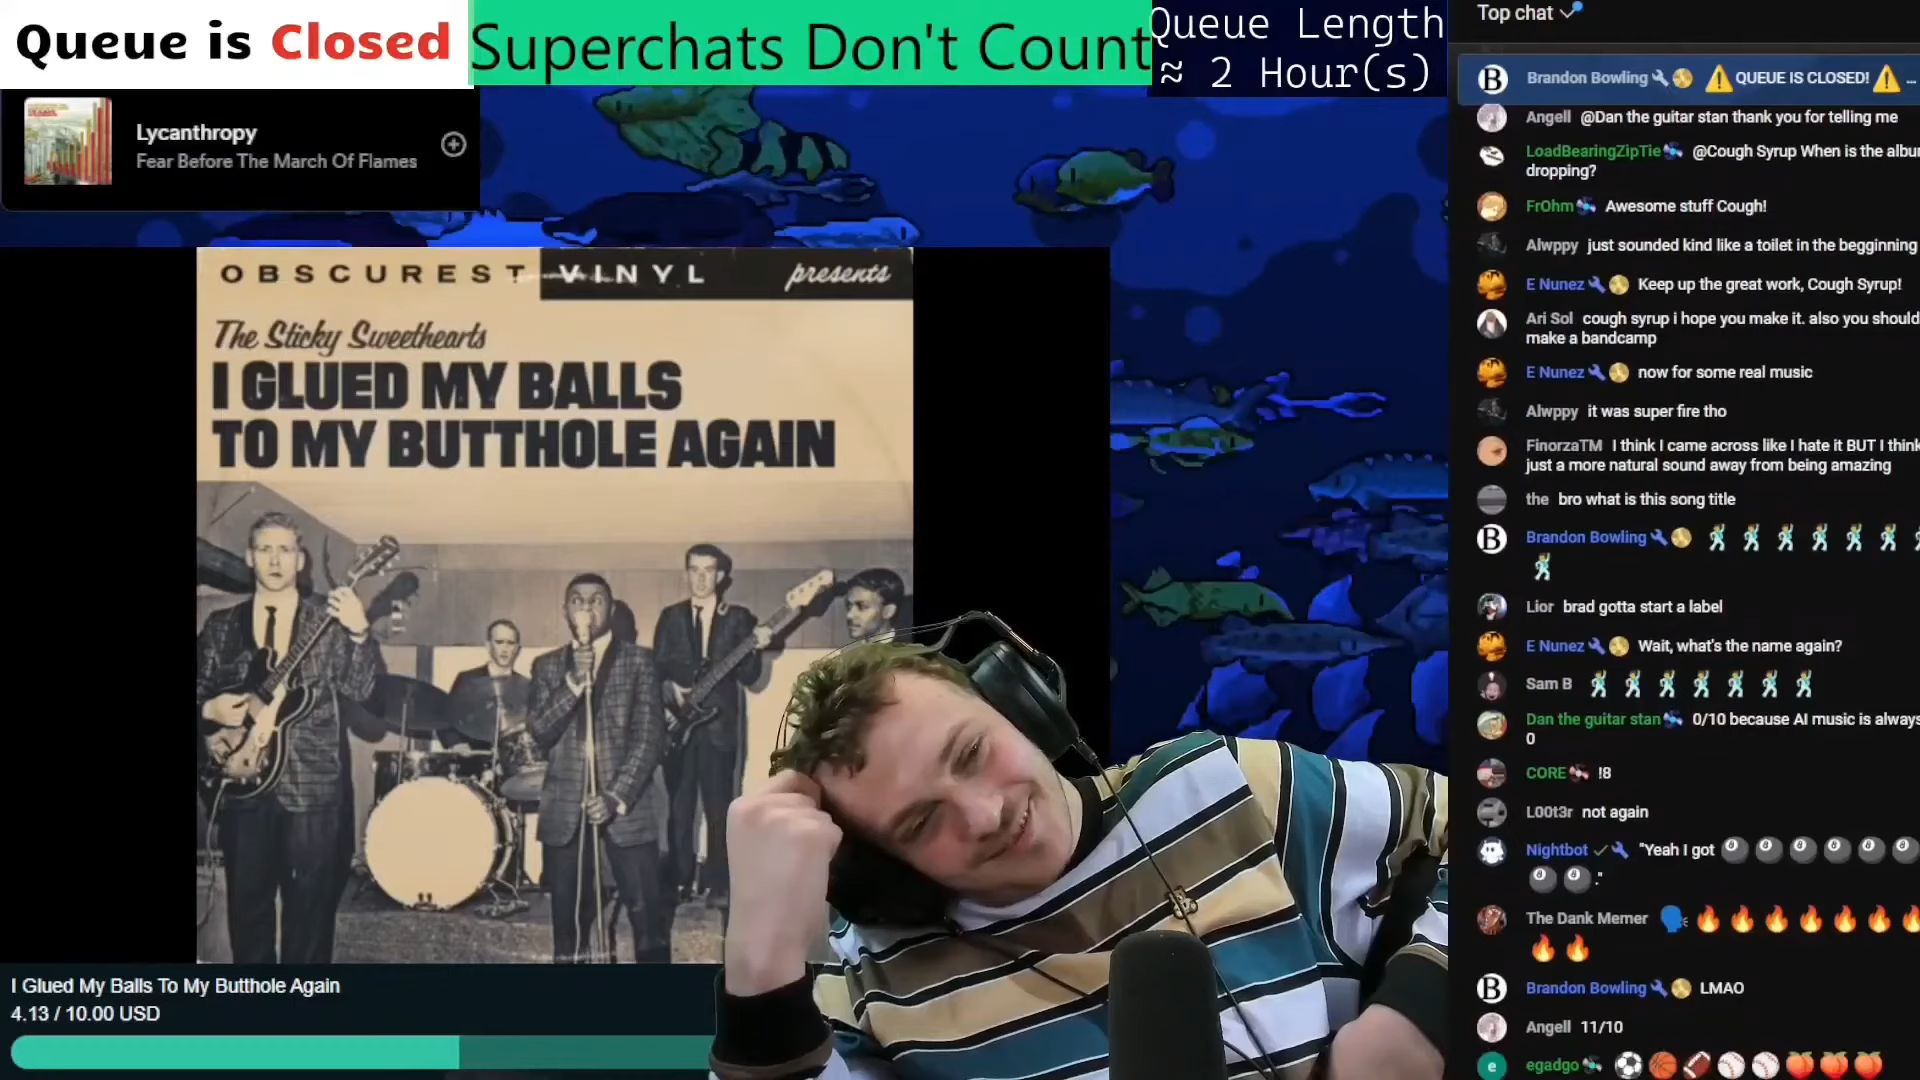 Queue is Closed
Superchats Don't Count
Queue Length
≈ 2 Hour(s)
Lycanthropy
Fear Before The March Of Flames
OBSCUREST VINYL presents
The Sticky Sweethearts
I GLUED MY BALLS
TO MY BUTTHOLE AGAIN
I Glued My Balls To My Butthole Again
4.13 / 10.00 USD
Top chat
Brandon Bowling QUEUE IS CLOSED! ...
Angell @Dan the guitar stan thank you for telling me
LoadBearingZipTie @Cough Syrup When is the album
dropping?
FrOhm Awesome stuff Cough!
Alwppy just sounded kind like a toilet in the begginning
E Nunez Keep up the great work, Cough Syrup!
Ari Sol cough syrup i hope you make it. also you should
make a bandcamp
E Nunez now for some real music
Alwppy it was super fire tho
FinorzaTM I think I came across like I hate it BUT I think
just a more natural sound away from being amazing
the bro what is this song title
Brandon Bowling
Lior brad gotta start a label
E Nunez Wait, what's the name again?
Sam B
Dan the guitar stan 0/10 because AI music is always
0
CORE !8
L00t3r not again
Nightbot "Yeah I got 8 8 8 8 8 8
8 8 ."
The Dank Memer
Brandon Bowling LMAO
Angell 11/10
e egadgo